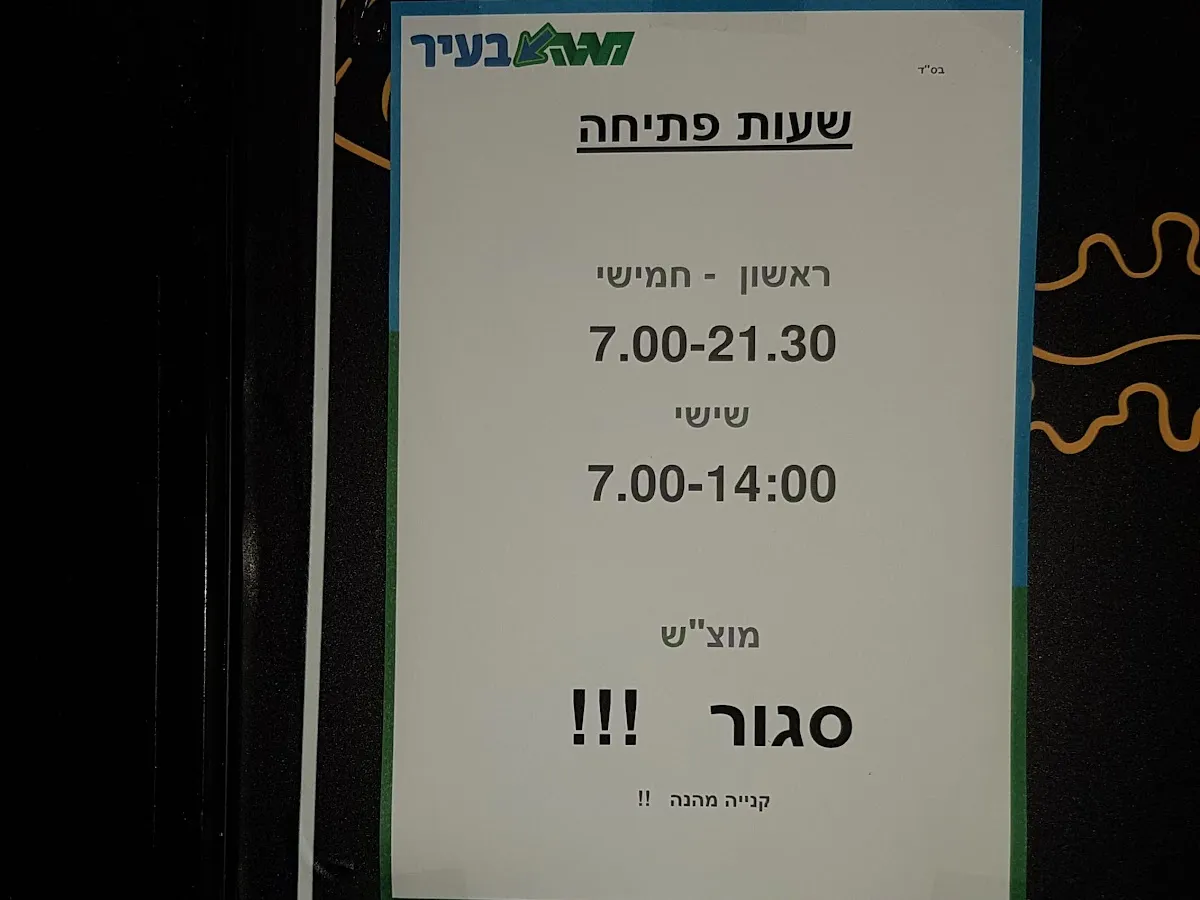 מגה בעיר
בס"ד
שעות פתיחה
ראשון - חמישי
7.00-21.30
שישי
7.00-14:00
מוצ"ש
סגור !!!
קנייה מהנה !!